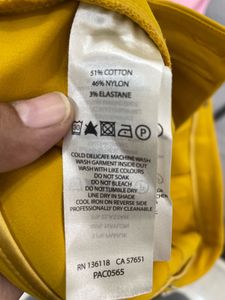 51% COTTON
46% NYLON
3% ELASTANE
COLD DELICATE MACHINE WASH
WASH GARMENT INSIDE OUT
WASH WITH LIKE COLOURS
DO NOT SOAK
DO NOT BLEACH
DO NOT TUMBLE DRY
LINE DRY IN SHADE
COOL IRON ON REVERSE SIDE
PROFESSIONALLY DRY CLEANABLE
RN 136118 CA 57651
PAC0565